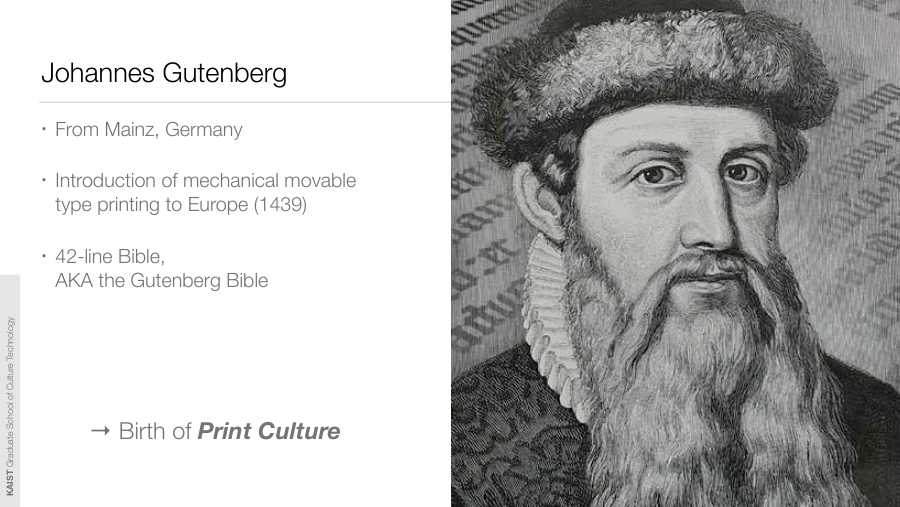 Johannes Gutenberg
• From Mainz, Germany
• Introduction of mechanical movable
type printing to Europe (1439)
• 42-line Bible,
AKA the Gutenberg Bible
→ Birth of Print Culture
KAIST Graduate School of Culture Technology